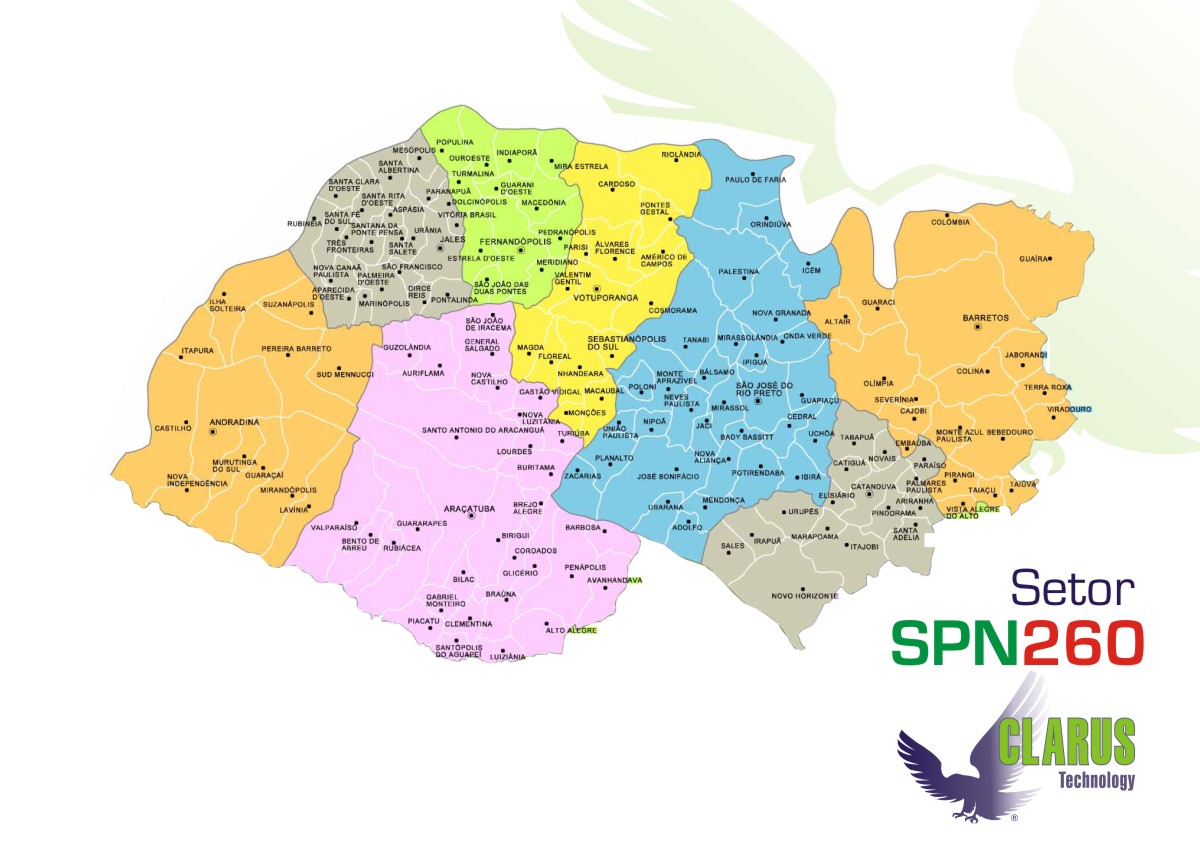 POPULINA
MESÓPOLIS
OUROESTE
INDIAPORÃ
MIRA ESTRELA
RIOLÂNDIA
SANTA
ALBERTINA
TURMALINA
PAULO DE FARIA
SANTA CLARA
D'OESTE
PARANAPUÃ
GUARANI
D'OESTE
CARDOSO
SANTA RITA
D'OESTE
DOLCINÓPOLIS
MACEDÔNIA
PONTES
GESTAL
RUBINÉIA
SANTA FÉ
DO SUL
ASPÁSIA
VITÓRIA BRASIL
ORINDIÚVA
COLÔMBIA
SANTANA DA
PONTE PENSA
URÂNIA
JALES
PEDRANÓPOLIS
TRÊS
FRONTEIRAS
SANTA
SALETE
FERNANDÓPOLIS
PARISI
ÁLVARES
FLORENCE
AMÉRICO DE
CAMPOS
ESTRELA D'OESTE
MERIDIANO
GUAÍRA
NOVA CANAÃ
PAULISTA
SÃO FRANCISCO
PALMEIRA
D'OESTE
VALENTIM
GENTIL
PALESTINA
ICÉM
APARECIDA
D'OESTE
MARINÓPOLIS
DIRCE
REIS
PONTALINDA
SÃO JOÃO DAS
DUAS PONTES
VOTUPORANGA
COSMORAMA
ILHA
SOLTEIRA
SUZANÁPOLIS
NOVA GRANADA
GUARACI
ALTAIR
BARRETOS
SÃO JOÃO
DE IRACEMA
GENERAL
SALGADO
SEBASTIANÓPOLIS
DO SUL
TANABI
MIRASSOLÂNDIA
ONDA VERDE
ITAPURA
PEREIRA BARRETO
GUZOLÂNDIA
MAGDA
FLOREAL
IPIGUÁ
JABORANDI
SUD MENNUCCI
AURIFLAMA
NOVA
CASTILHO
NHANDEARA
MONTE
APRAZÍVEL
BÁLSAMO
COLINA
POLONI
SÃO JOSÉ DO
RIO PRETO
OLÍMPIA
TERRA ROXA
GASTÃO VIDIGAL
MACAUBAL
NEVES
PAULISTA
MIRASSOL
GUAPIAÇU
SEVERÍNIA
CAJOBI
VIRADOURO
NOVA
LUZITÂNIA
MONÇÕES
CEDRAL
CASTILHO
ANDRADINA
SANTO ANTONIO DO ARACANGUÁ
TURIÚBA
UNIÃO
PAULISTA
NIPOÃ
JACI
BADY BASSITT
UCHÔA
TABAPUÃ
EMBAÚBA
MONTE AZUL
PAULISTA
BEBEDOURO
LOURDES
MURUTINGA
DO SUL
GUARAÇAÍ
BURITAMA
PLANALTO
NOVA
ALIANÇA
CATIGUÁ
NOVAIS
PARAÍSO
NOVA
INDEPENDÊNCIA
ZACARIAS
JOSÉ BONIFÁCIO
POTIRENDABA
IBIRÁ
PIRANGI
MIRANDÓPOLIS
CATANDUVA
PALMARES
PAULISTA
TAIAÇU
TAIÚVA
LAVÍNIA
ARAÇATUBA
BREJO
ALEGRE
UBARANA
MENDONÇA
ELISIÁRIO
ARIRANHA
PINDORAMA
VISTA ALEGRE
DO ALTO
URUPÊS
VALPARAÍSO
GUARARAPES
BARBOSA
ADOLFO
SANTA
ADÉLIA
BENTO DE
ABREU
RUBIÁCEA
BIRIGUI
SALES
IRAPUÃ
MARAPOAMA
ITAJOBI
COROADOS
GLICÉRIO
PENÁPOLIS
BILAC
AVANHANDAVA
GABRIEL
MONTEIRO
BRAÚNA
NOVO HORIZONTE
PIACATU
CLEMENTINA
ALTO ALEGRE
SANTÓPOLIS
DO AGUAPEÍ
LUIZIÂNIA
Setor
SPN260
CLARUS
Technology
®